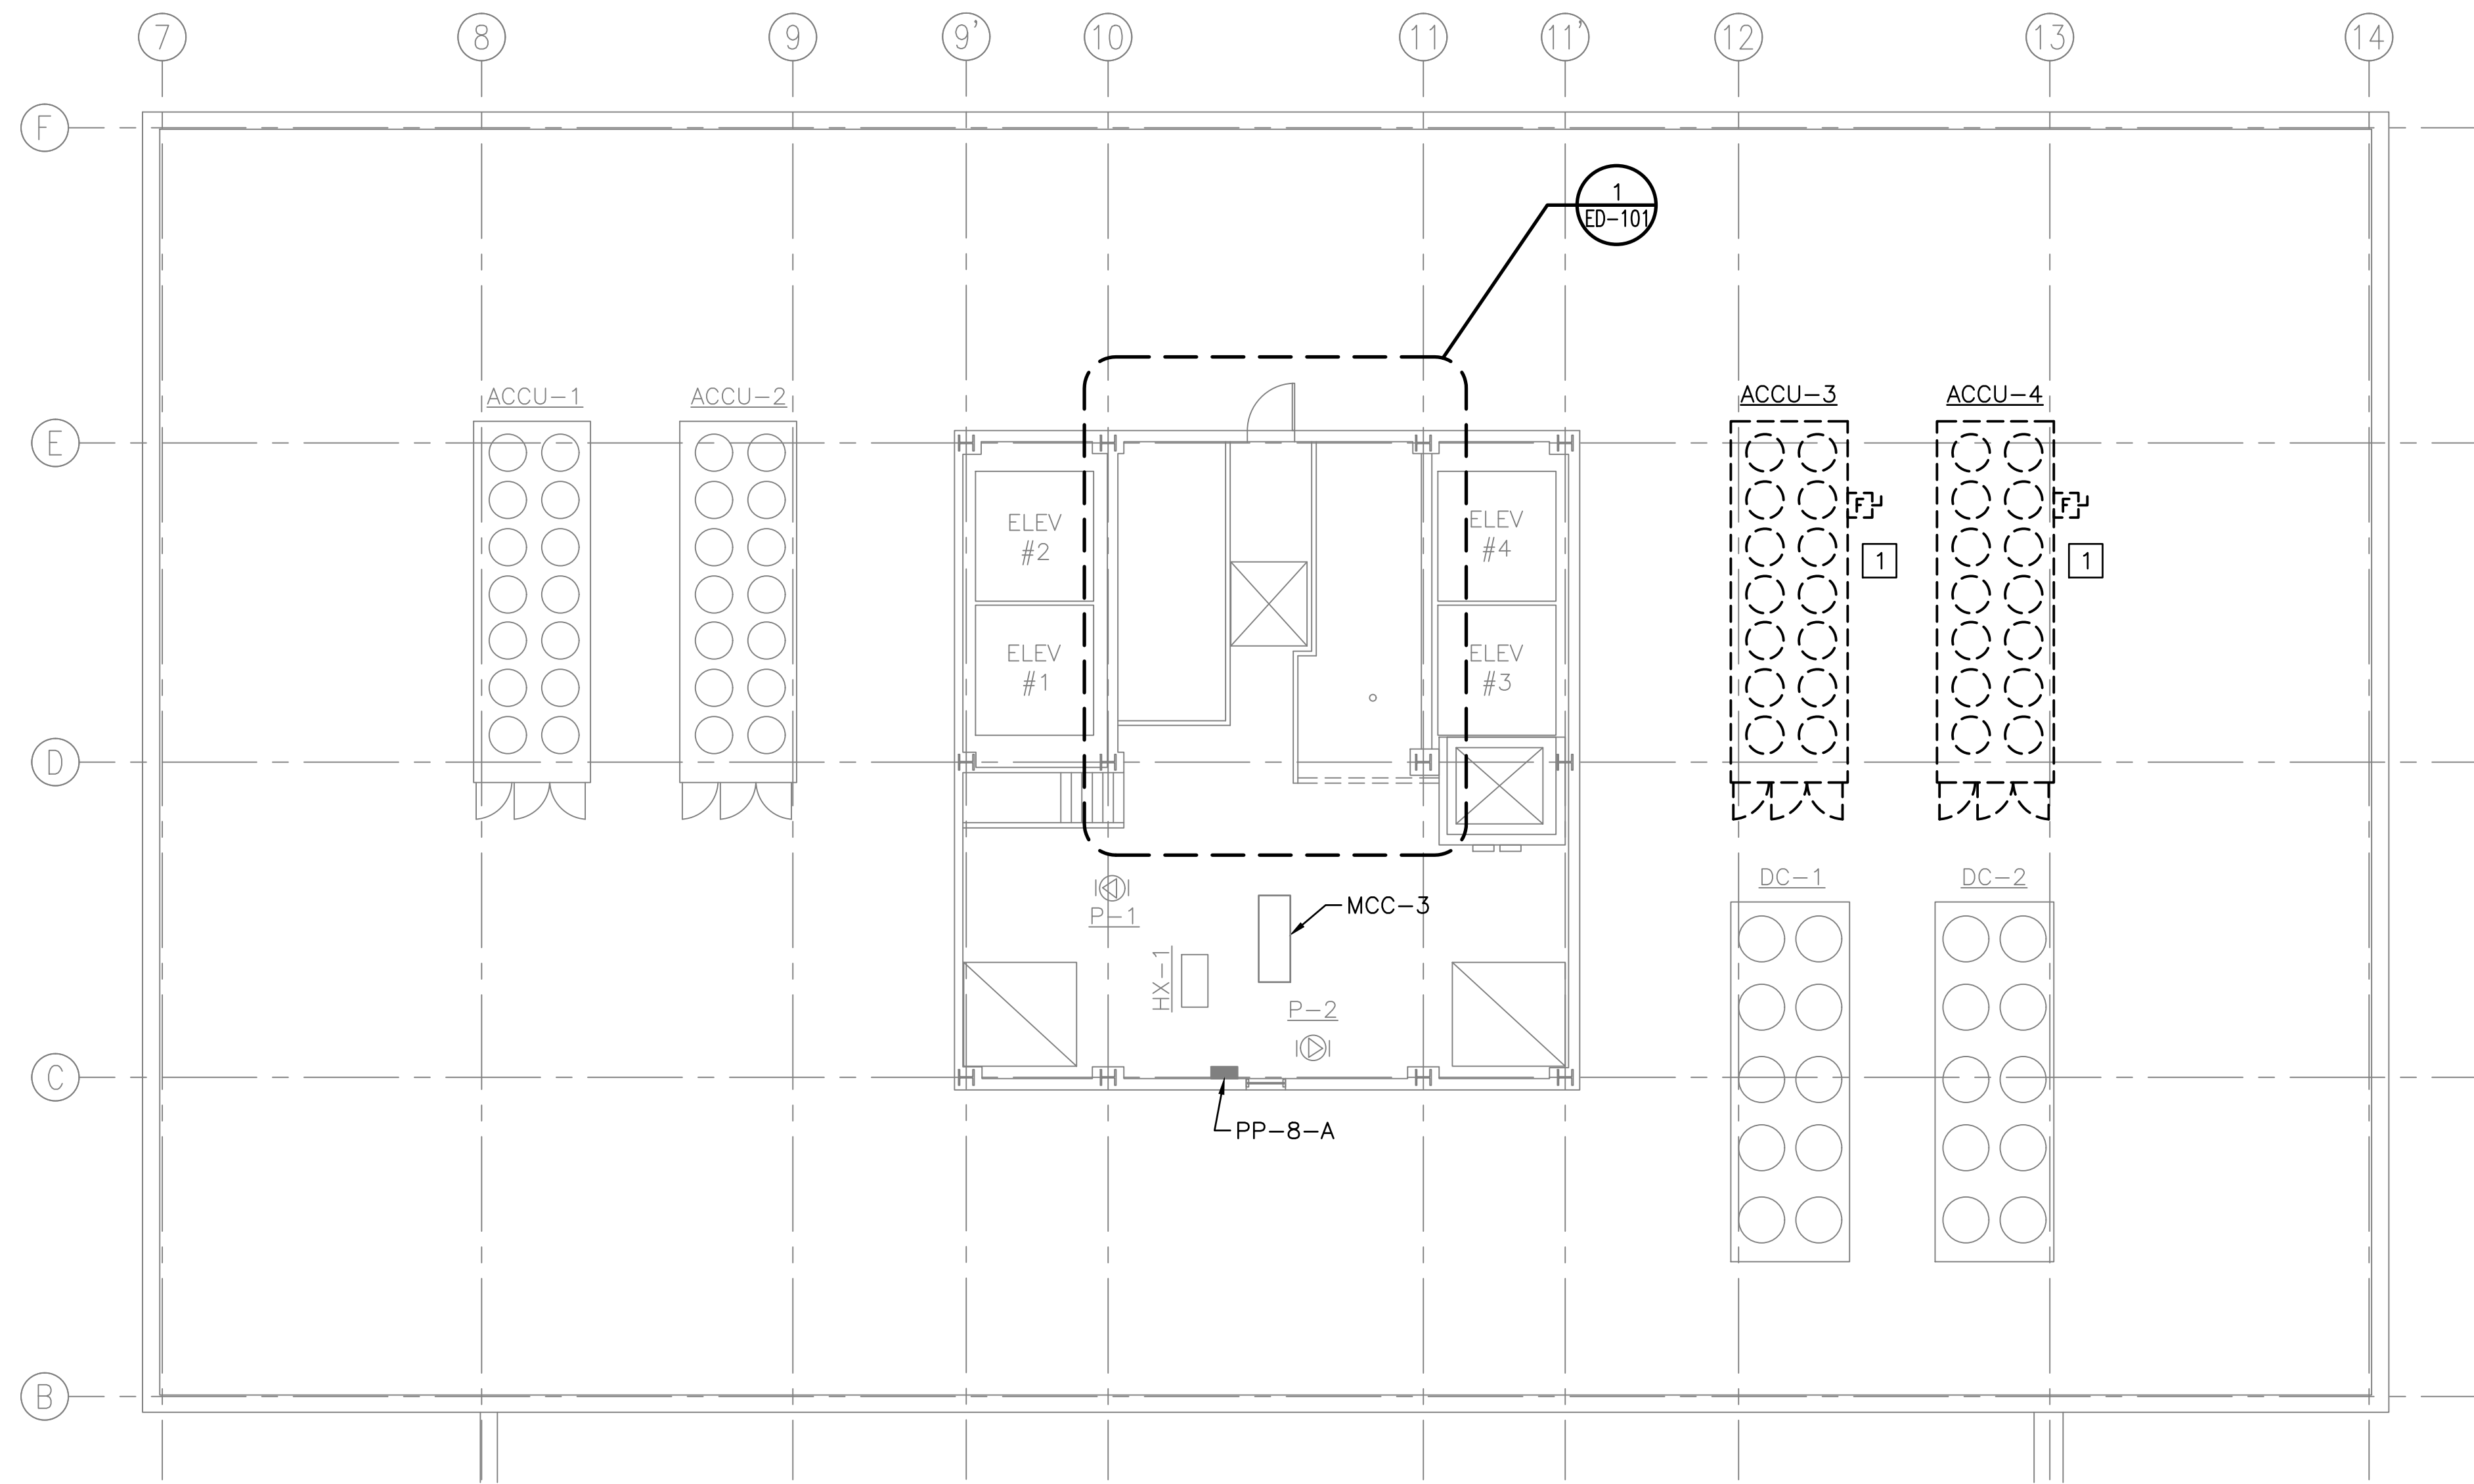 7 8 9 9' 10 11 11' 12 13 14
F
1
ED-101
ACCU-1 ACCU-2 ACCU-3 ACCU-4
E
F F
ELEV
#2
ELEV
#4
1 1
ELEV
#1
ELEV
#3
D
DC-1 DC-2
P-1
MCC-3
HX-1
P-2
C
PP-8-A
B